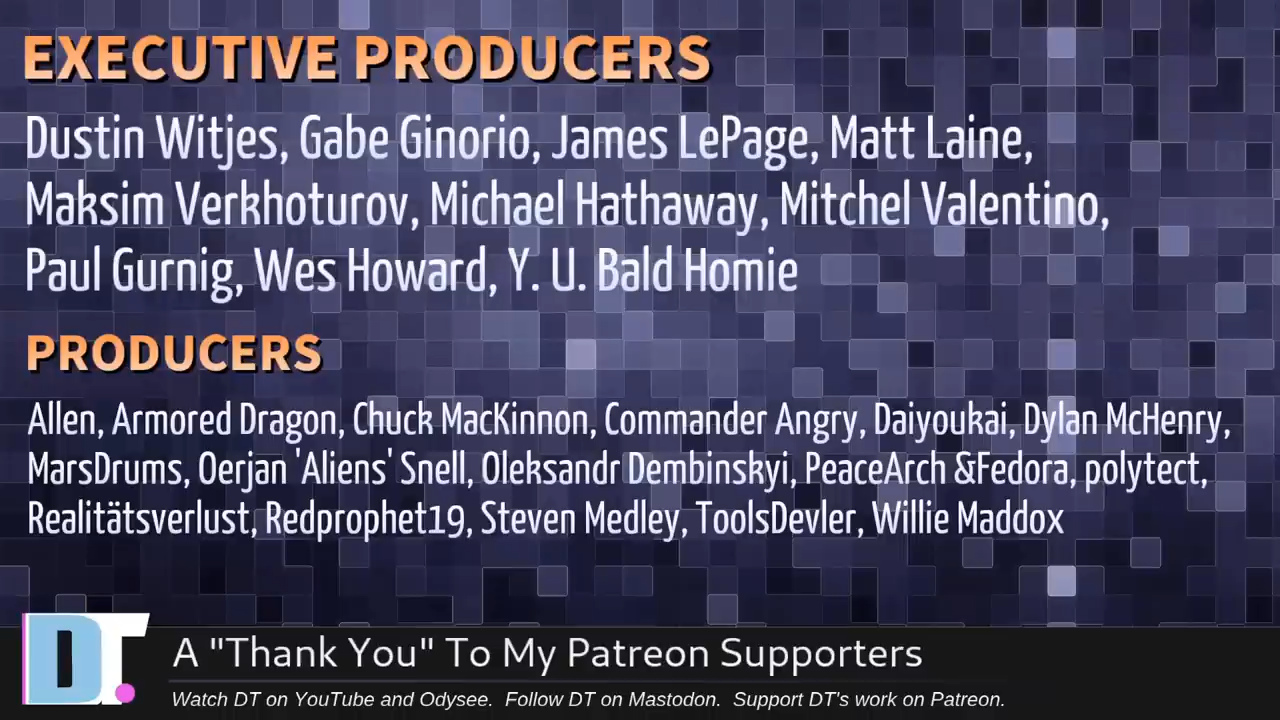 EXECUTIVE PRODUCERS
Dustin Witjes, Gabe Ginorio, James LePage, Matt Laine,
Maksim Verkhoturov, Michael Hathaway, Mitchel Valentino,
Paul Gurnig, Wes Howard, Y. U. Bald Homie
PRODUCERS
Allen, Armored Dragon, Chuck MacKinnon, Commander Angry, Daiyoukai, Dylan McHenry,
MarsDrums, Oerjan 'Aliens' Snell, Oleksandr Dembinskyi, PeaceArch &Fedora, polytect,
Realitätsverlust, Redprophet19, Steven Medley, ToolsDevler, Willie Maddox
DT
A "Thank You" To My Patreon Supporters
Watch DT on YouTube and Odysee. Follow DT on Mastodon. Support DT's work on Patreon.